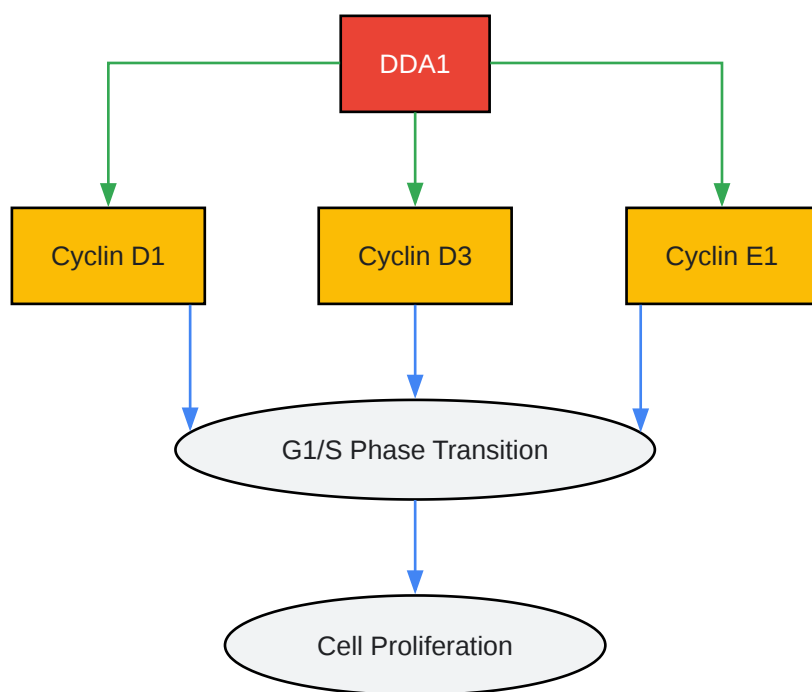 DDA1
Cyclin D1
Cyclin D3
Cyclin E1
G1/S Phase Transition
Cell Proliferation